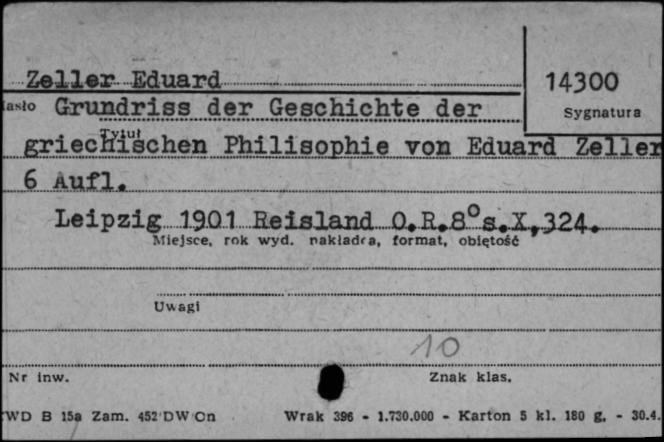 Zeller Eduard
14300
Sygnatura
Grundriss der Geschichte der
Tytuł
griechischen Philisophie von Eduard Zeller
6 Aufl.
Leipzig 1901 Reisland O.R.8°s.X,324.
Miejsce, rok wyd. nakładca, format, objętość
Uwagi
10
Nr inw.
Znak klas.
WD B 15a Zam. 452 DW Cn Wrak 396 - 1.730.000 - Karton 5 kl. 180 g. - 30.4.